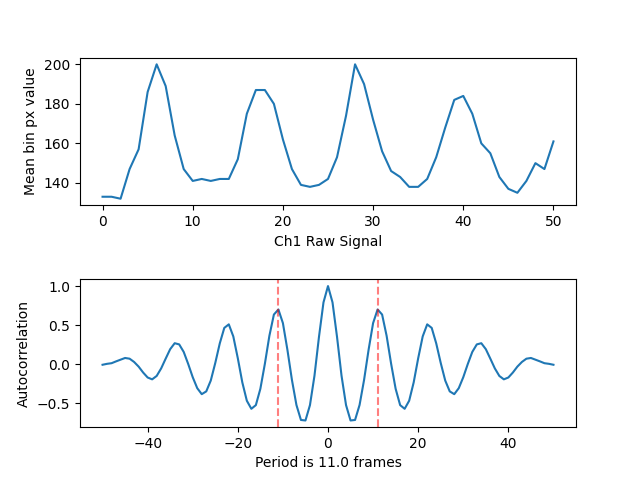 200
180
160
140
Mean bin px value
0 10 20 30 40 50
Ch1 Raw Signal
1.0
0.5
0.0
−0.5
Autocorrelation
−40 −20 0 20 40
Period is 11.0 frames